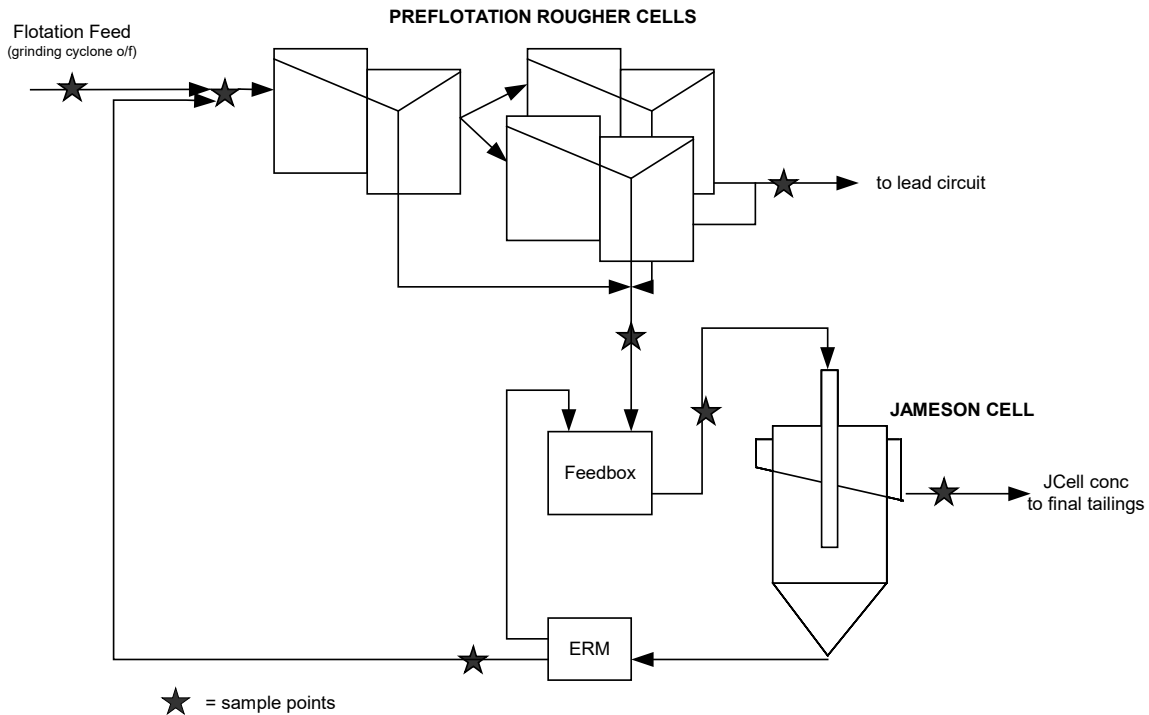 PREFLOTATION ROUGHER CELLS
Flotation Feed
(grinding cyclone o/f)
to lead circuit
JAMESON CELL
Feedbox
JCell conc
to final tailings
ERM
= sample points